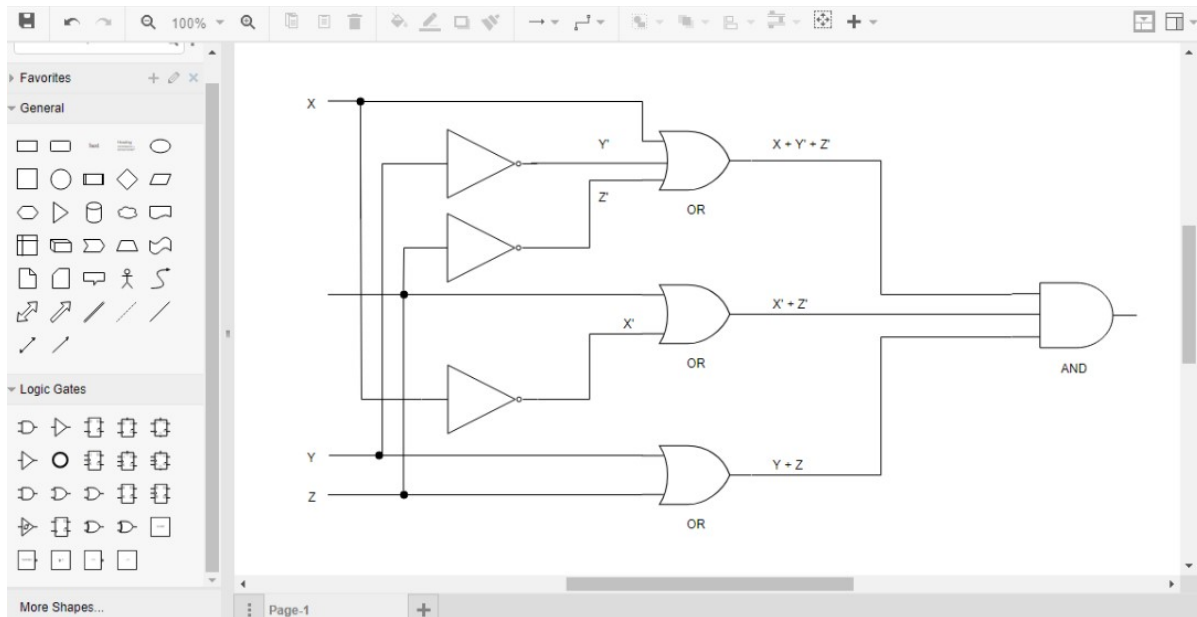 100%
Favorites
General
Logic Gates
More Shapes...
X
Y'
X + Y' + Z'
Z'
OR
X' + Z'
X'
OR
AND
Y
Y + Z
Z
OR
Page-1